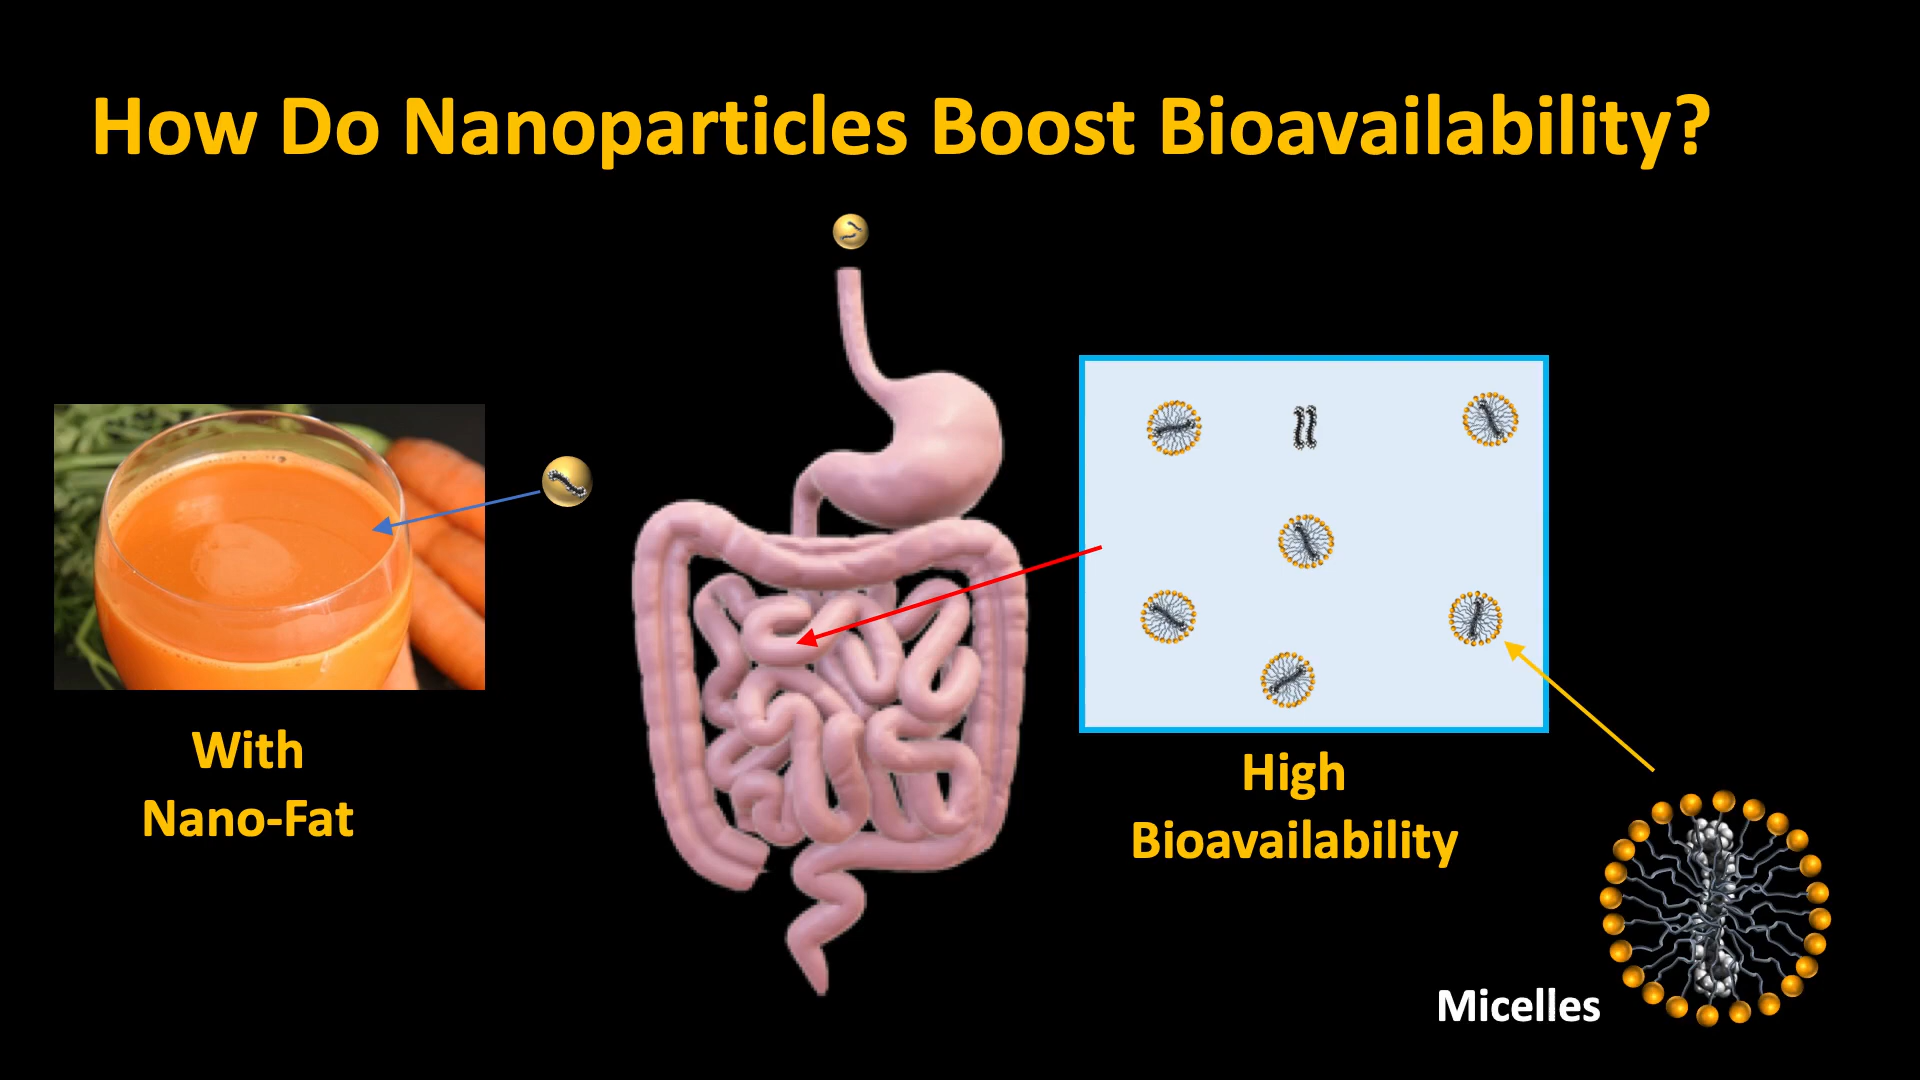 How Do Nanoparticles Boost Bioavailability?
With
Nano-Fat
High
Bioavailability
Micelles